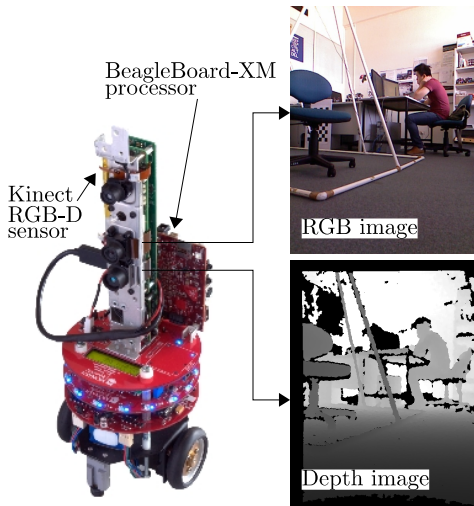 BeagleBoard-XM
processor
Kinect
RGB-D
sensor
RGB image
Depth image